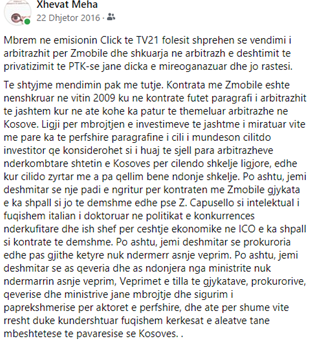 Xhevat Meha
22 Dhjetor 2016 ·
Mbrem ne emisionin Click te TV21 folesit shprehen se vendimi i
arbitrazhit per Zmobile dhe shkuarja ne arbitrazh e deshtimit te
privatizimit te PTK-se jane dicka e mireoganazuar dhe jo rastesi.
Te shtyjme mendimin pak me tutje. Kontrata me Zmobile eshte
nenshkruar ne vitin 2009 ku ne kontrate futet paragrafi i arbitrazhit
te jashtem kur ne ate kohe ka patur te themeluar arbitrazhe ne
Kosove. Ligji per mbrojtjen e investimeve te jashtme i miratuar vite
me pare ka te perfshire paragrafine i cili i mundeson cilitdo
investitor qe konsiderohet si i huaj te sjell para arbitrazheve
nderkombtare shtetin e Kosoves per cilendo shkelje ligjore, edhe
kur cilido zyrtar me a pa qellim bene ndonje shkelje. Po ashtu, jemi
deshmitar se nje padi e ngritur per kontraten me Zmobile gjykata
e ka shpall si jo te demshme edhe pse Z. Capusello si intelektual i
fuqishem italian i doktoruar ne politikat e konkurrences
nderkufitare dhe ish shef per ceshtje ekonomike ne ICO e ka shpall
si kontrate te demshme. Po ashtu, jemi deshmitar se prokuroria
edhe pas gjithe ketyre nuk ndermerr asnje veprim. Po ashtu, jemi
deshmitar se as qeveria dhe as ndonjera nga ministrite nuk
ndermarrin asnje veprim, Veprimet e tilla te gjykatave, prokurorive,
qeverise dhe ministrive jane mbrojtje dhe sigurim i
paprekshmerise per aktoret e perfshire, dhe ate per shume vite
rresht duke kundershtuar fuqishem kerkesat e aleatve tane
mbeshtetese te pavaresise se Kosoves. .